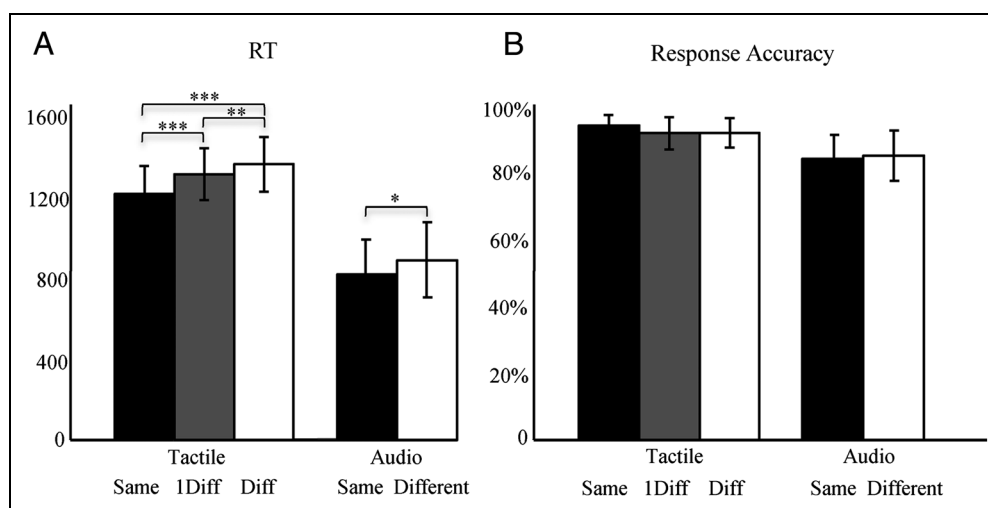 A
RT
1600
1200
800
400
0
***
***
**
*
Tactile
Audio
Same 1Diff Diff
Same Different
B
Response Accuracy
100%
80%
60%
40%
20%
0
Tactile
Audio
Same 1Diff Diff
Same Different